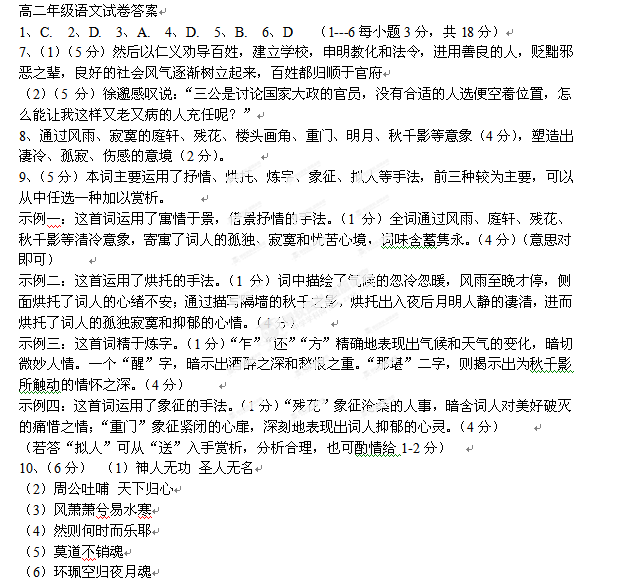 高二年级语文试卷答案
1、C. 2、D. 3、A. 4、D. 5、B. 6、D （1---6 每小题 3 分，共 18 分）
7、（1）（5 分）然后以仁义劝导百姓，建立学校，申明教化和法令，进用善良的人，贬黜邪
恶之辈，良好的社会风气逐渐树立起来，百姓都归顺于官府
（2）（5 分）徐邈感叹说：“三公是讨论国家大政的官员，没有合适的人选便空着位置，怎
么能让我这样又老又病的人充任呢？”
8、通过风雨、寂寞的庭轩、残花、楼头画角、重门、明月、秋千影等意象（4 分），塑造出
凄冷、孤寂、伤感的意境（2 分）。
9、（5 分）本词主要运用了抒情、烘托、炼字、象征、拟人等手法，前三种较为主要，可以
从中任选一种加以赏析。
示例一：这首词运用了寓情于景，借景抒情的手法。（1 分）全词通过风雨、庭轩、残花、
秋千影等清冷意象，寄寓了词人的孤独、寂寞和忧苦心境，词味含蓄隽永。（4 分）（意思对
即可）
示例二：这首运用了烘托的手法。（1 分）词中描绘了气候的忽冷忽暖，风雨至晚才停，侧
面烘托了词人的心绪不安；通过描写隔墙的秋千之影，烘托出入夜后月明人静的凄清，进而
烘托了词人的孤独寂寞和抑郁的心情。（4 分）
示例三：这首词精于炼字。（1 分）“乍”“还”“方”精确地表现出气候和天气的变化，暗切
微妙人情。一个“醒”字，暗示出酒醉之深和愁恨之重。“那堪”二字，则揭示出为秋千影
所触动的情怀之深。（4 分）
示例四：这首词运用了象征的手法。（1 分）“残花”象征沧桑的人事，暗含词人对美好破灭
的痛惜之情；“重门”象征紧闭的心扉，深刻地表现出词人抑郁的心灵。（4 分）
（若答“拟人”可从“送”入手赏析，分析合理，也可酌情给 1-2 分）
10、（6 分） （1）神人无功 圣人无名
（2）周公吐哺 天下归心
（3）风萧萧兮易水寒
（4）然则何时而乐耶
（5）莫道不销魂
（6）环珮空归夜月魂